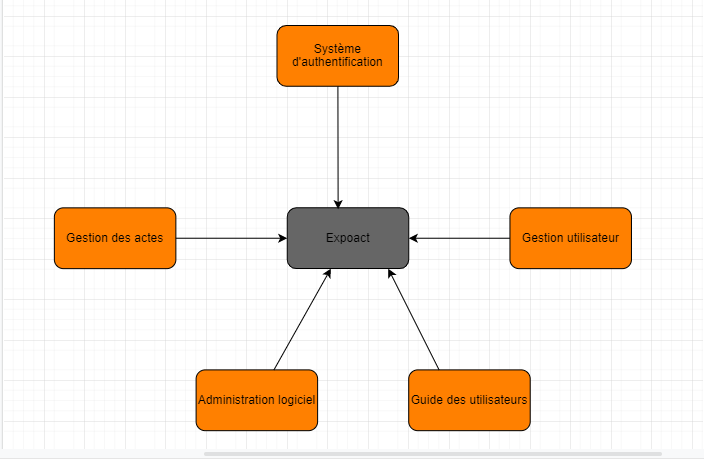 Système
d'authentification
Gestion des actes
Expoact
Gestion utilisateur
Administration logiciel
Guide des utilisateurs